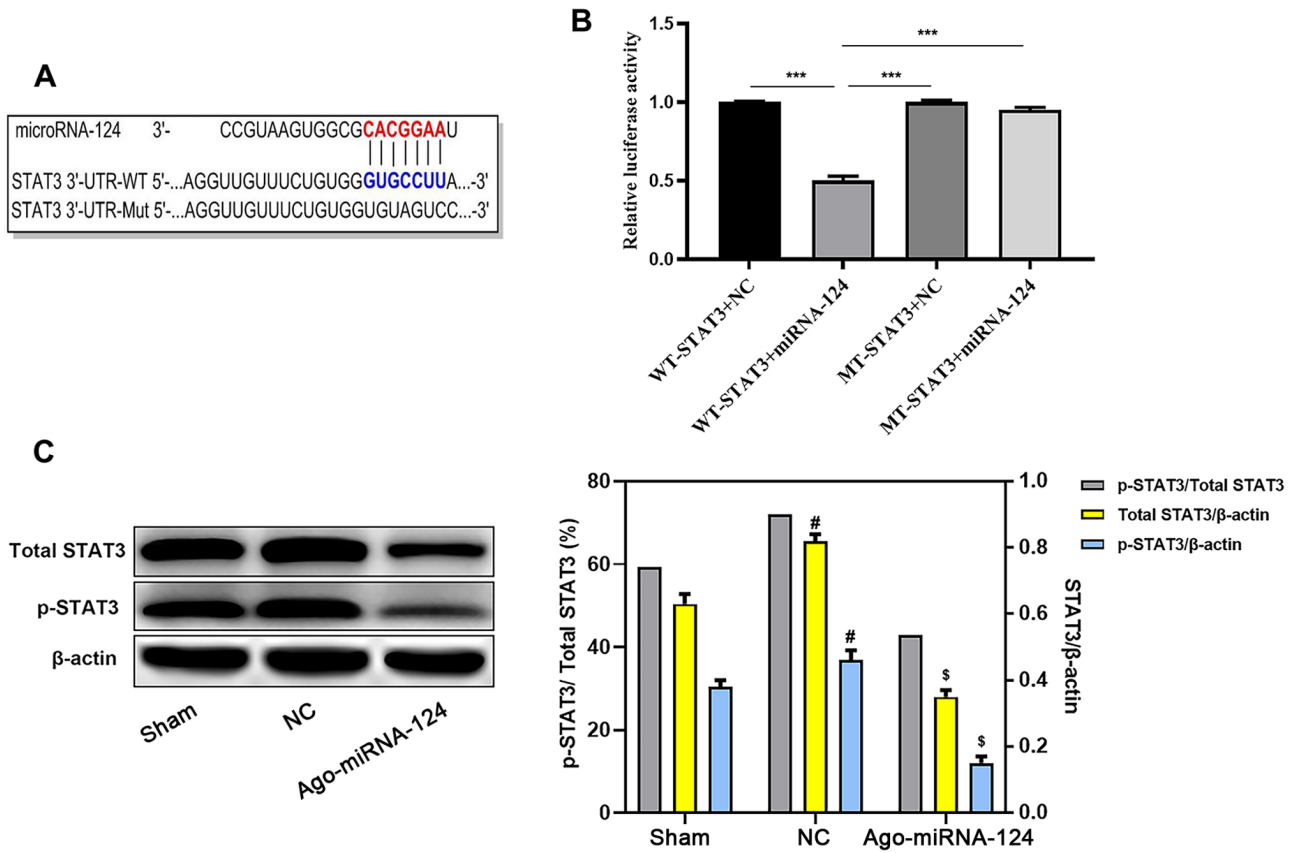 A
microRNA-124 3'- CCGUAAGUGGCGCACGGAAU
STAT3 3'-UTR-WT 5'-...AGGUUGUUUCUGUGGGUGCCUUA...-3'
STAT3 3'-UTR-Mut 5'-...AGGUUGUUUCUGUGGUGUAGUCC...-3'
B
Relative luciferase activity
1.5
1.0
0.5
0.0
***
*** ***
WT-STAT3+NC
WT-STAT3+miRNA-124
MT-STAT3+NC
MT-STAT3+miRNA-124
C
Total STAT3
p-STAT3
β-actin
Sham
NC
Ago-miRNA-124
p-STAT3/ Total STAT3 (%)
80
60
40
20
0
#
#
$
$
1.0
0.8
0.6
0.4
0.2
0.0
STAT3/β-actin
Sham NC Ago-miRNA-124
p-STAT3/Total STAT3
Total STAT3/β-actin
p-STAT3/β-actin